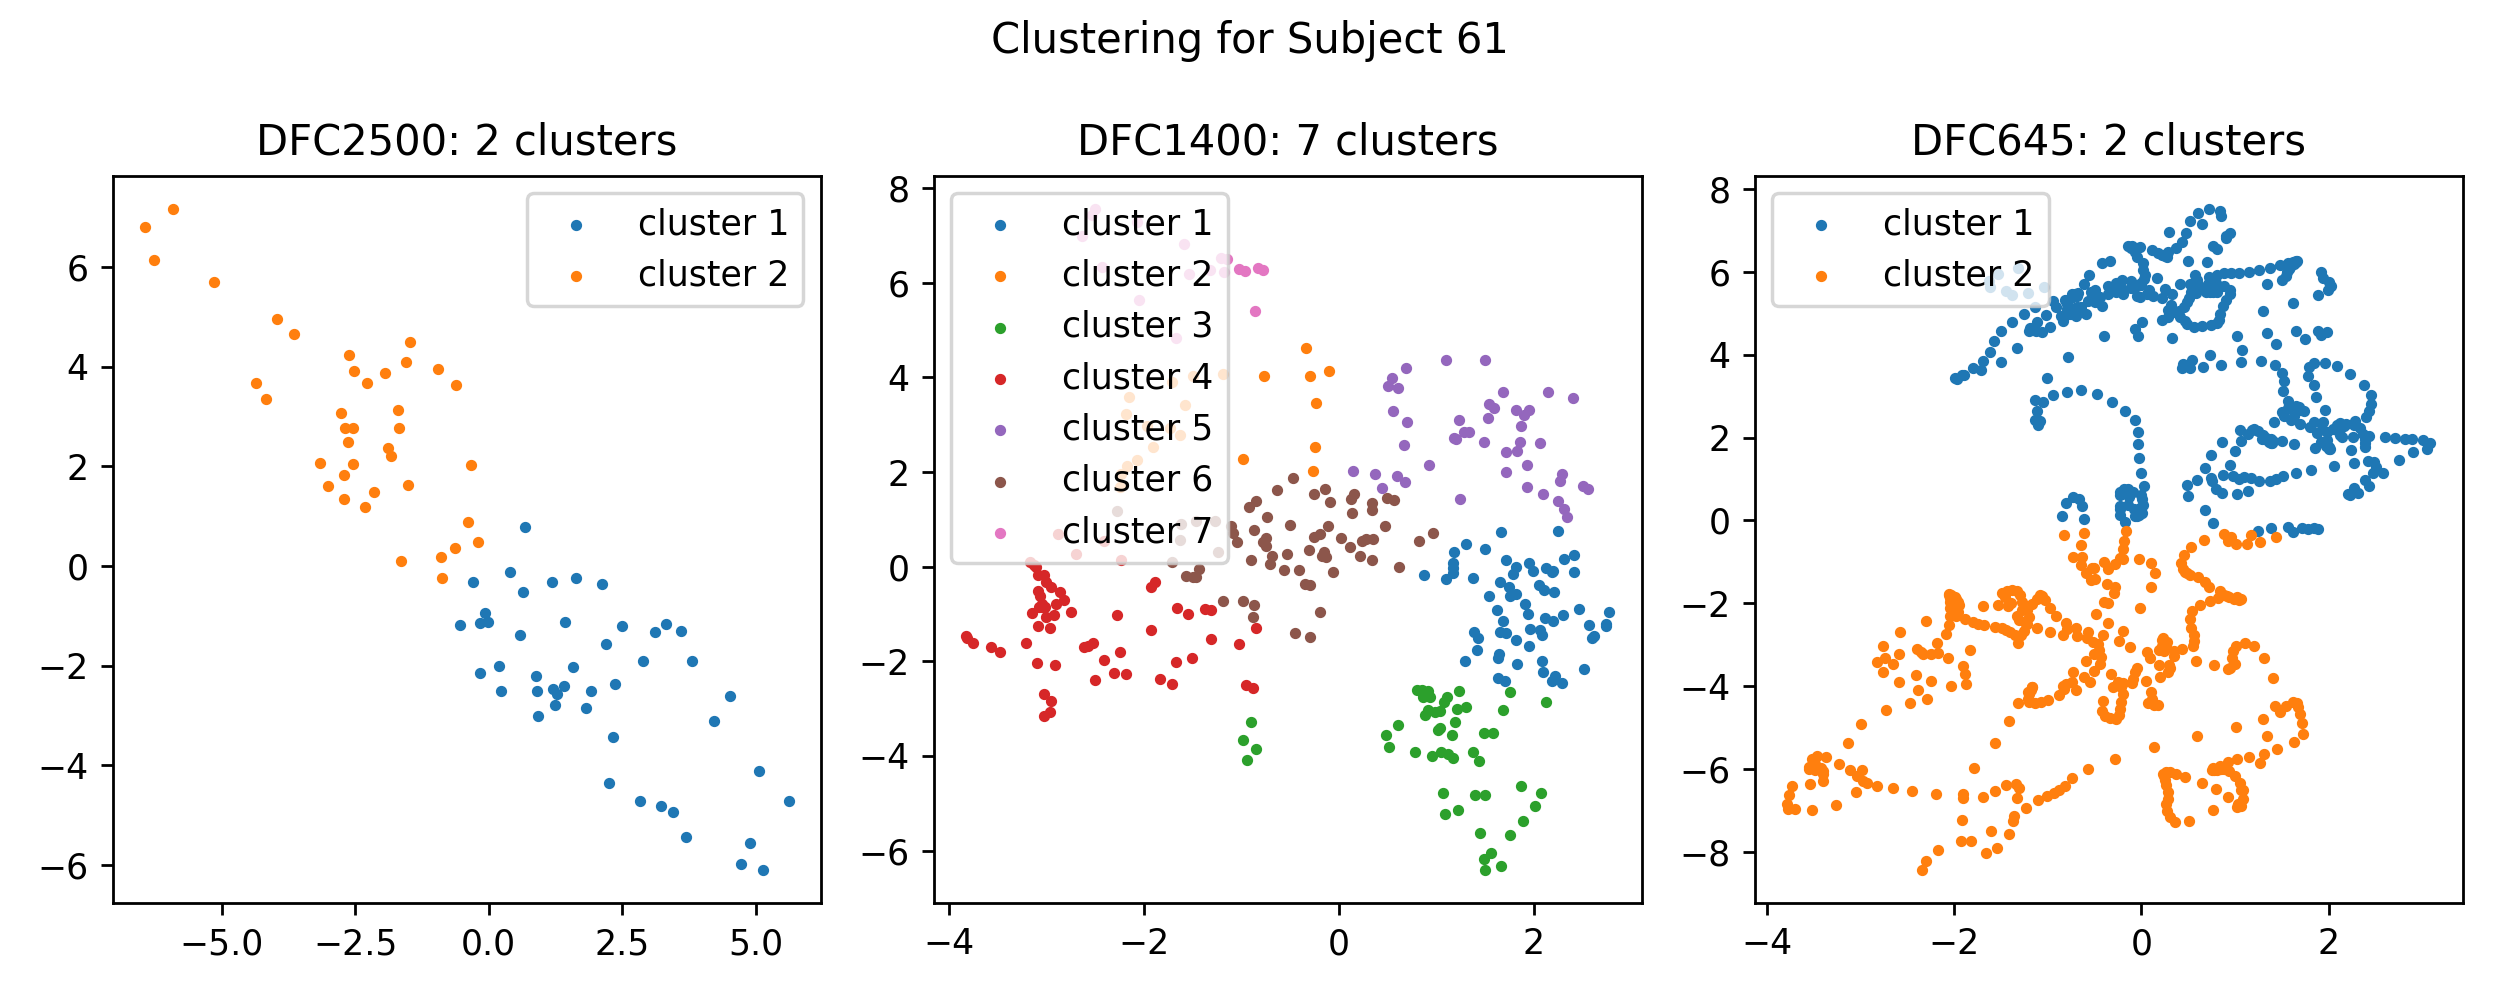 Clustering for Subject 61
DFC2500: 2 clusters
cluster 1
cluster 2
6
4
2
0
−2
−4
−6
−5.0 −2.5 0.0 2.5 5.0
DFC1400: 7 clusters
cluster 1
cluster 2
cluster 3
cluster 4
cluster 5
cluster 6
cluster 7
8
6
4
2
0
−2
−4
−6
−4 −2 0 2
DFC645: 2 clusters
cluster 1
cluster 2
8
6
4
2
0
−2
−4
−6
−8
−4 −2 0 2